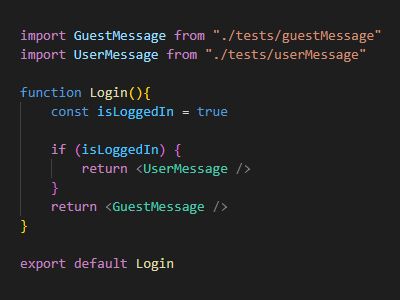 import GuestMessage from "./tests/guestMessage"
import UserMessage from "./tests/userMessage"
function Login(){
const isLoggedIn = true
if (isLoggedIn) {
return <UserMessage />
}
return <GuestMessage />
}
export default Login